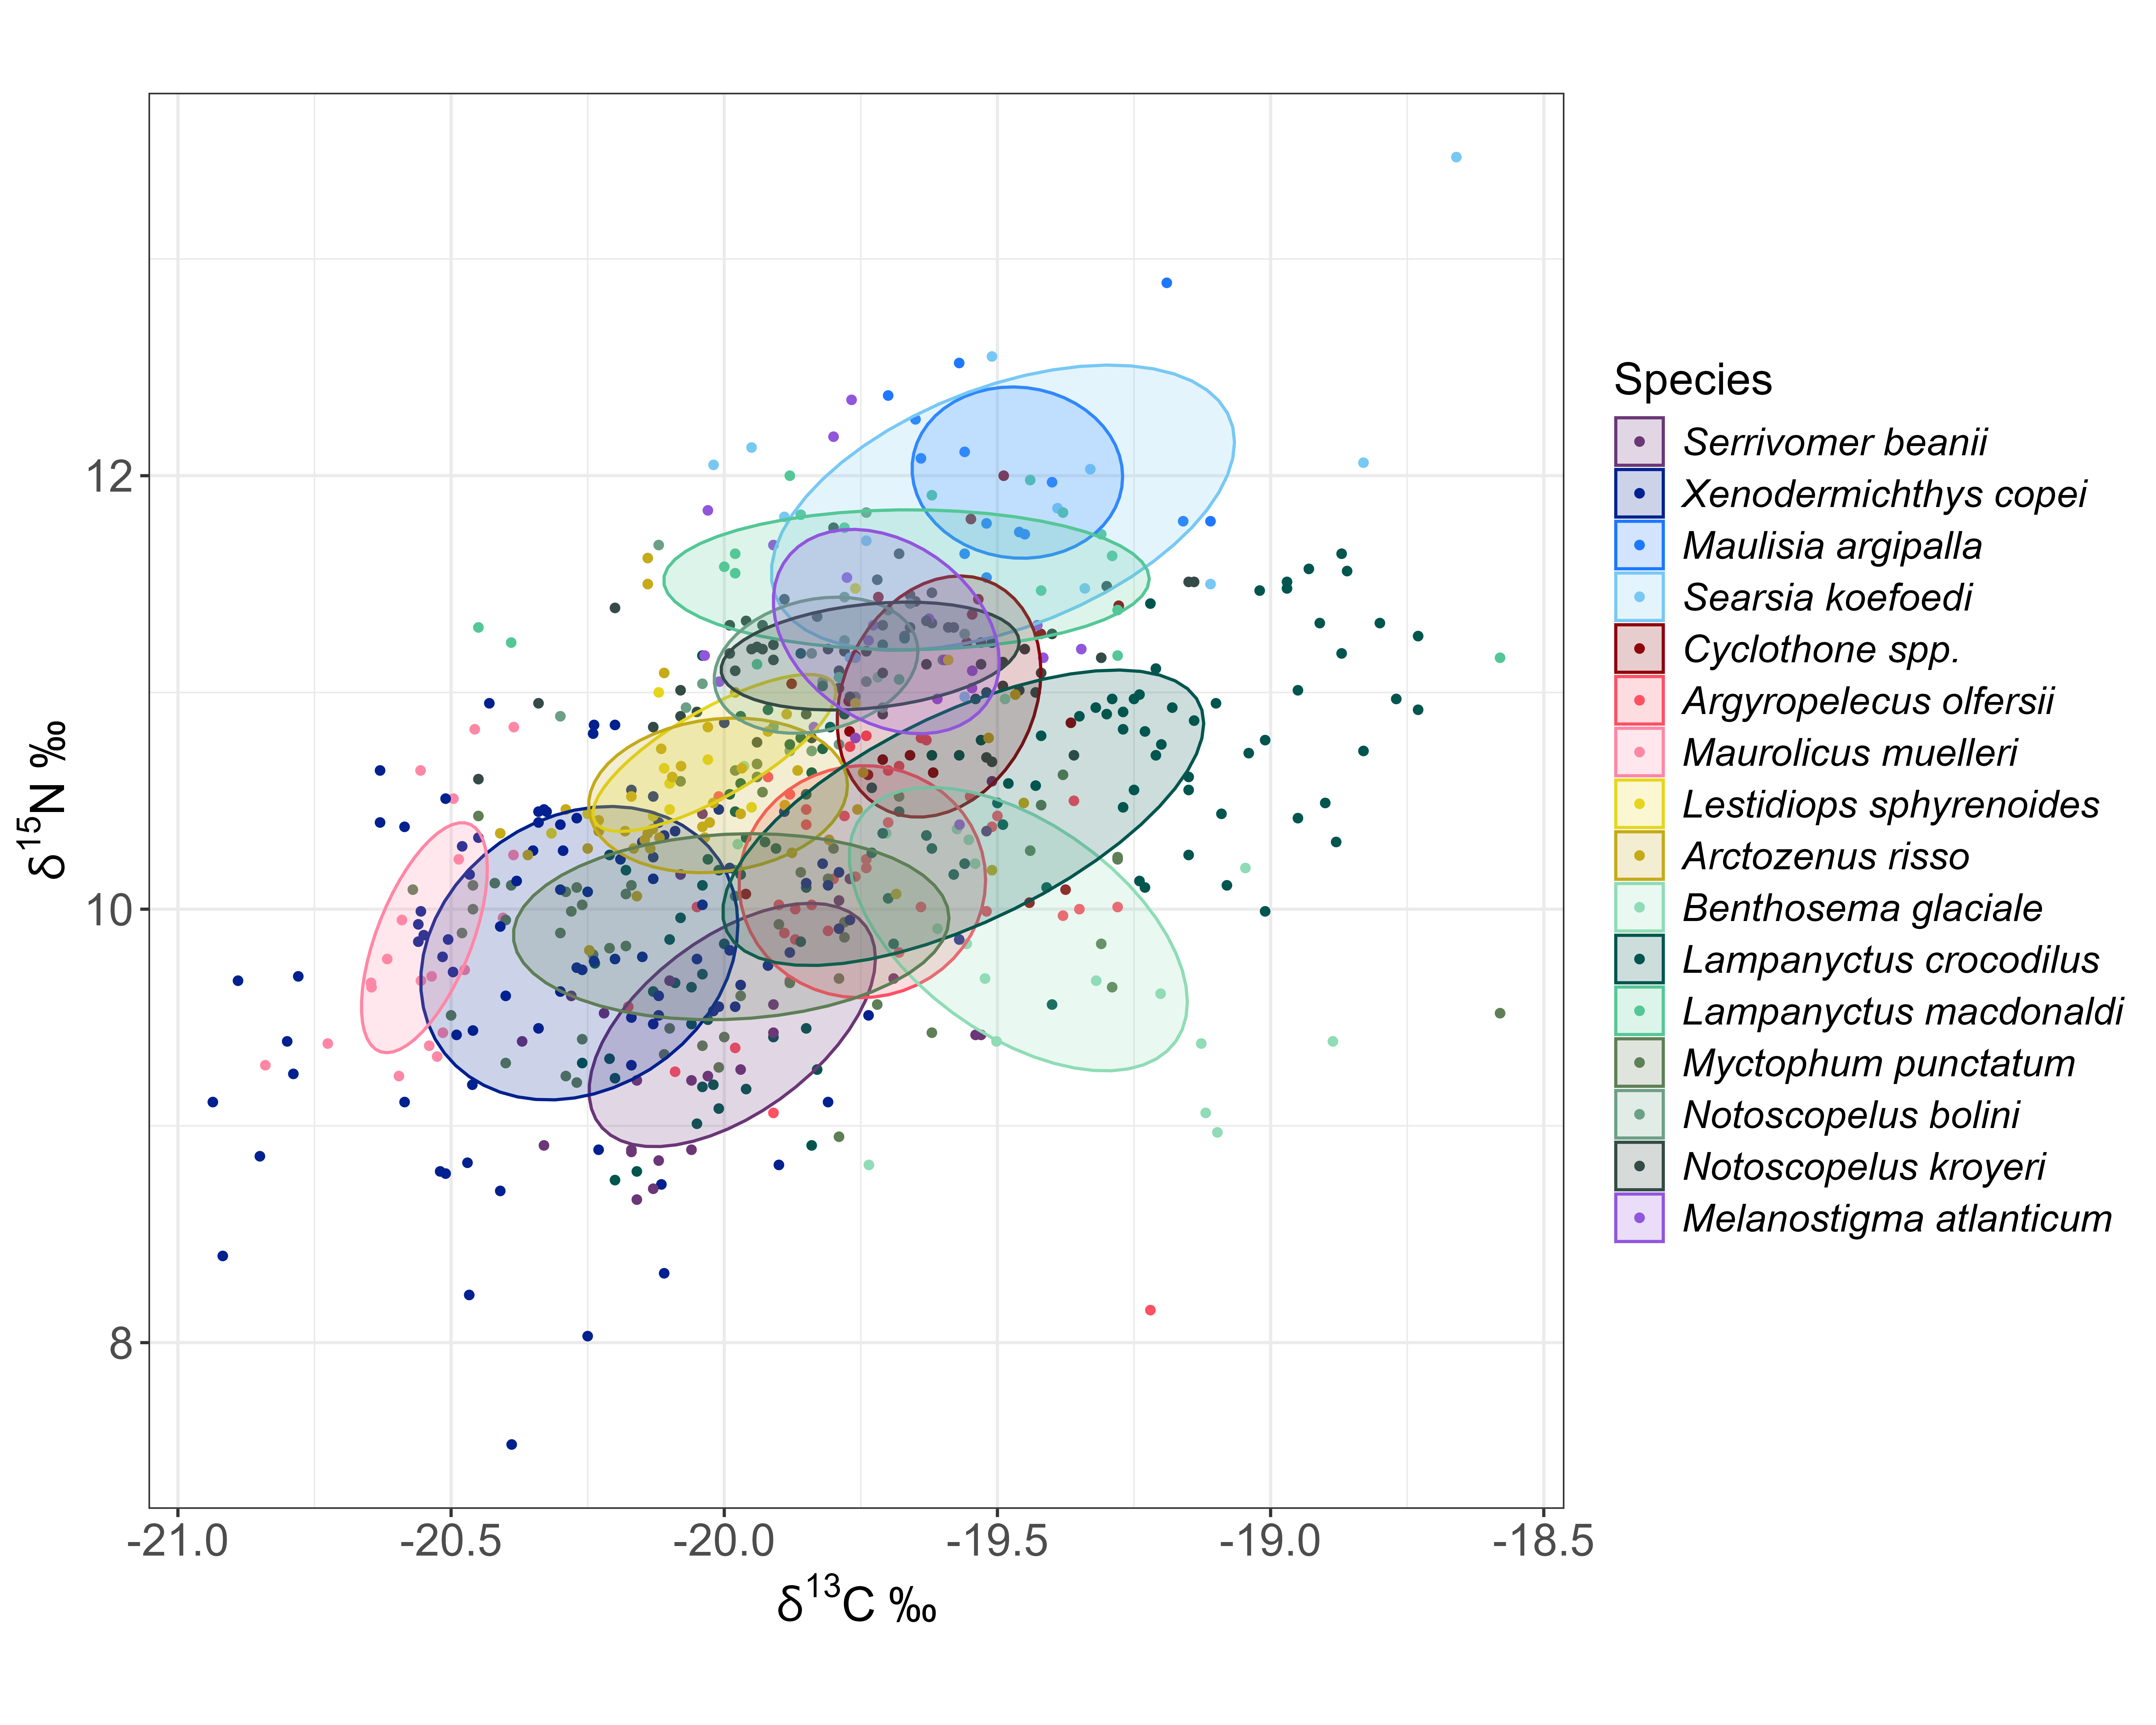 δ15N ‰
12
10
8
-21.0
-20.5
-20.0
-19.5
-19.0
-18.5
δ13C ‰
Species
Serrivomer beanii
Xenodermichthys copei
Maulisia argipalla
Searsia koefoedi
Cyclothone spp.
Argyropelecus olfersii
Maurolicus muelleri
Lestidiops sphyrenoides
Arctozenus risso
Benthosema glaciale
Lampanyctus crocodilus
Lampanyctus macdonaldi
Myctophum punctatum
Notoscopelus bolini
Notoscopelus kroyeri
Melanostigma atlanticum